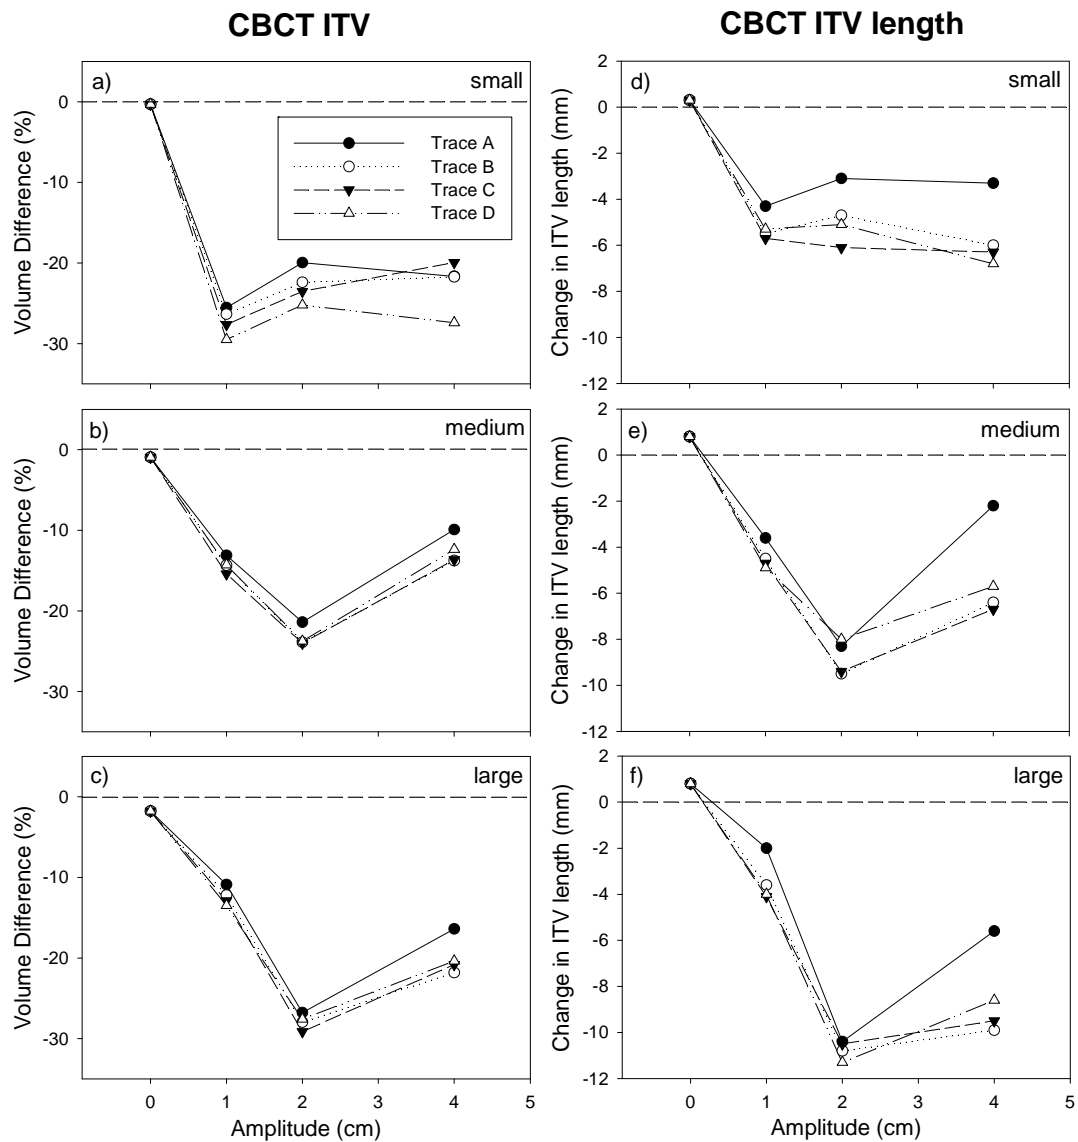 CBCT ITV
CBCT ITV length
a)
small
0
-10
-20
-30
Volume Difference (%)
Trace A
Trace B
Trace C
Trace D
d)
small
2
0
-2
-4
-6
-8
-10
-12
Change in ITV length (mm)
b)
medium
0
-10
-20
-30
Volume Difference (%)
e)
medium
2
0
-2
-4
-6
-8
-10
-12
Change in ITV length (mm)
c)
large
0
-10
-20
-30
Volume Difference (%)
0 1 2 3 4 5
Amplitude (cm)
f)
large
2
0
-2
-4
-6
-8
-10
-12
Change in ITV length (mm)
0 1 2 3 4 5
Amplitude (cm)